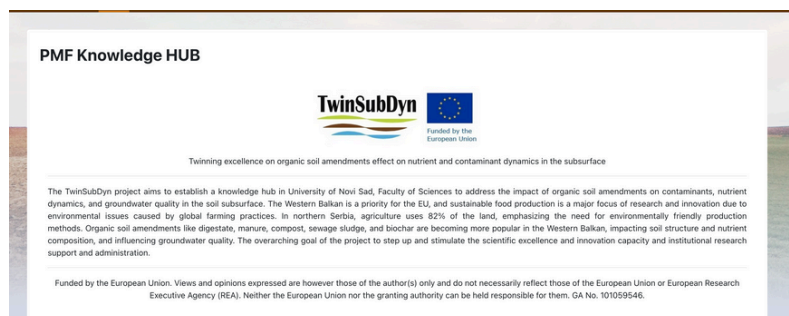 PMF Knowledge HUB
TwinSubDyn
Funded by the
European Union
Twinning excellence on organic soil amendments effect on nutrient and contaminant dynamics in the subsurface
The TwinSubDyn project aims to establish a knowledge hub in University of Novi Sad, Faculty of Sciences to address the impact of organic soil amendments on contaminants, nutrient
dynamics, and groundwater quality in the soil subsurface. The Western Balkan is a priority for the EU, and sustainable food production is a major focus of research and innovation due to
environmental issues caused by global farming practices. In northern Serbia, agriculture uses 82% of the land, emphasizing the need for environmentally friendly production
methods. Organic soil amendments like digestate, manure, compost, sewage sludge, and biochar are becoming more popular in the Western Balkan, impacting soil structure and nutrient
composition, and influencing groundwater quality. The overarching goal of the project to step up and stimulate the scientific excellence and innovation capacity and institutional research
support and administration.
Funded by the European Union. Views and opinions expressed are however those of the author(s) only and do not necessarily reflect those of the European Union or European Research
Executive Agency (REA). Neither the European Union nor the granting authority can be held responsible for them. GA No. 101059546.